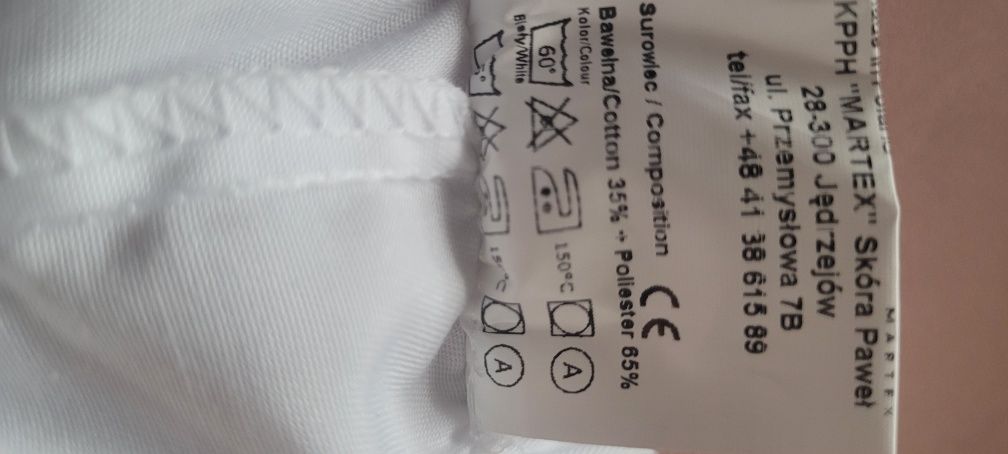 KPPH "MARTEX" Skóra Paweł
28-300 Jędrzejów
ul. Przemysłowa 7B
tel/fax +48 41 38 615 89
Surowiec / Composition CE
Bawełna/Cotton 35% + Poliester 65%
Kolor/Colour
60° 150°C A
Biały/White
A
MARTEX